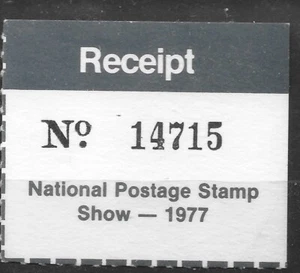 Receipt
Nº 14715
National Postage Stamp
Show — 1977